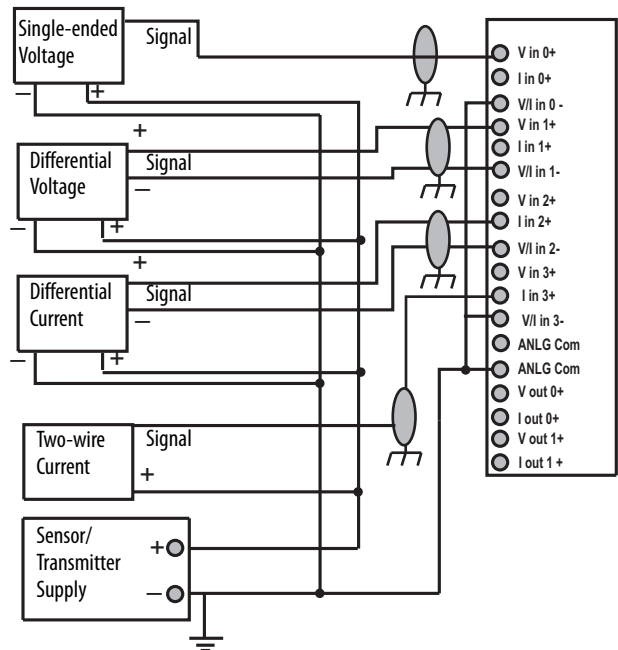 Single-ended
Voltage
Signal
− +
+
Differential
Voltage
Signal
−
− +
+
Differential
Current
Signal
−
− +
Two-wire
Current
Signal
+
Sensor/
Transmitter
Supply
+
−
V in 0+
I in 0+
V/I in 0 -
V in 1+
I in 1+
V/I in 1-
V in 2+
I in 2+
V/I in 2-
V in 3+
I in 3+
V/I in 3-
ANLG Com
ANLG Com
V out 0+
I out 0+
V out 1+
I out 1 +